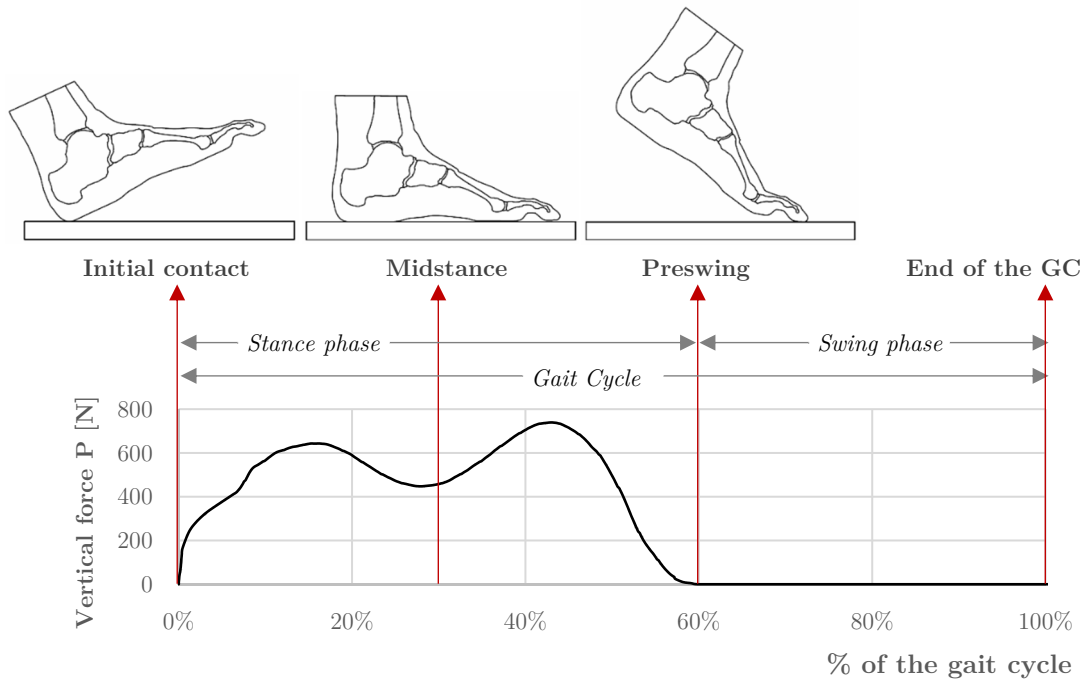 Initial contact
Midstance
Preswing
End of the GC
Stance phase
Swing phase
Gait Cycle
Vertical force P [N]
800
600
400
200
0
0%
20%
40%
60%
80%
100%
% of the gait cycle